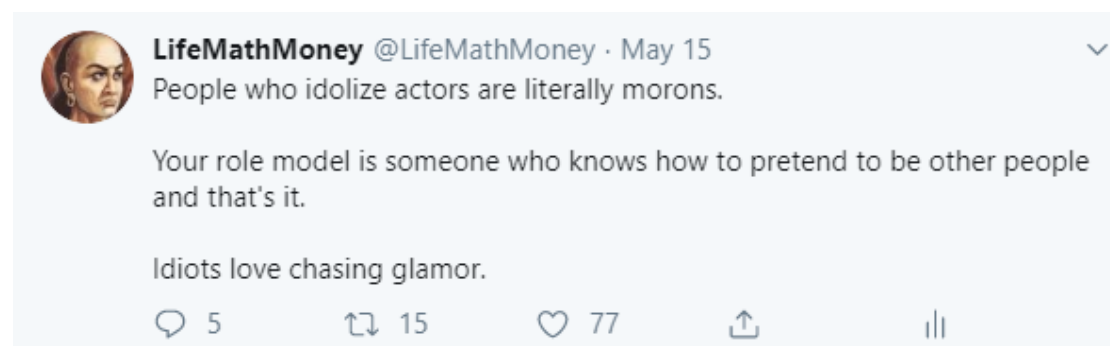 LifeMathMoney @LifeMathMoney · May 15
People who idolize actors are literally morons.
Your role model is someone who knows how to pretend to be other people
and that's it.
Idiots love chasing glamor.
5 15 77